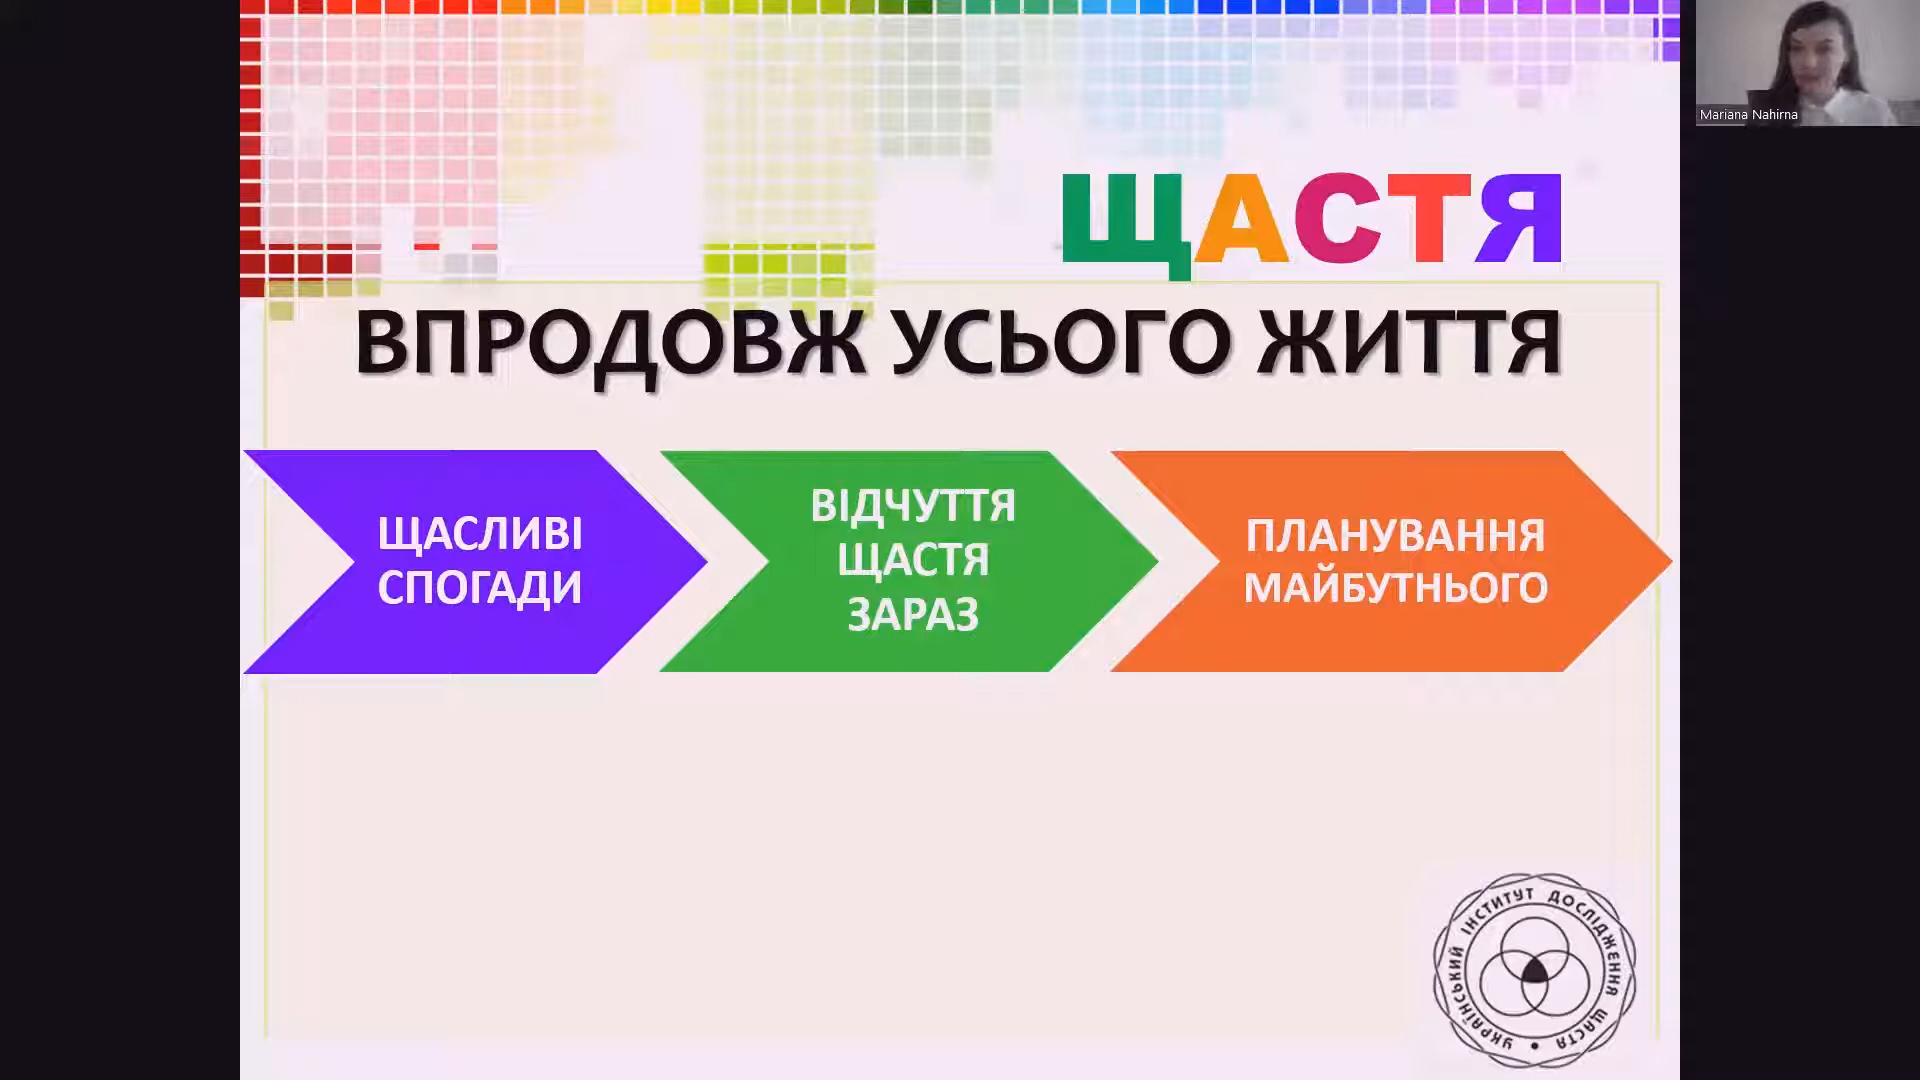 ЩАСТЯ
ВПРОДОВЖ УСЬОГО ЖИТТЯ
ЩАСЛИВІ
СПОГАДИ
ВІДЧУТТЯ
ЩАСТЯ
ЗАРАЗ
ПЛАНУВАННЯ
МАЙБУТНЬОГО
Mariana Nahirna
УКРАЇНСЬКИЙ ІНСТИТУТ ДОСЛІДЖЕННЯ ЩАСТЯ